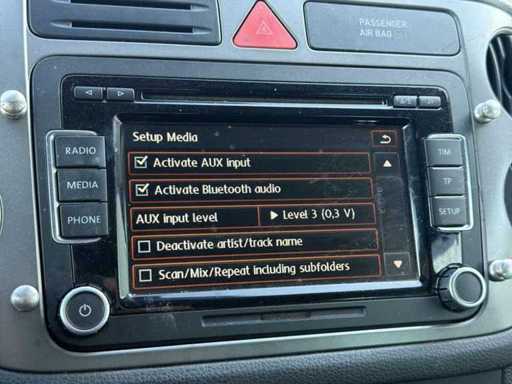 PASSENGER
AIR BAG
Setup Media
RADIO
MEDIA
PHONE
Activate AUX input
Activate Bluetooth audio
AUX input level
Level 3 (0,3 V)
Deactivate artist/track name
Scan/Mix/Repeat including subfolders
TIM
TP
SETUP